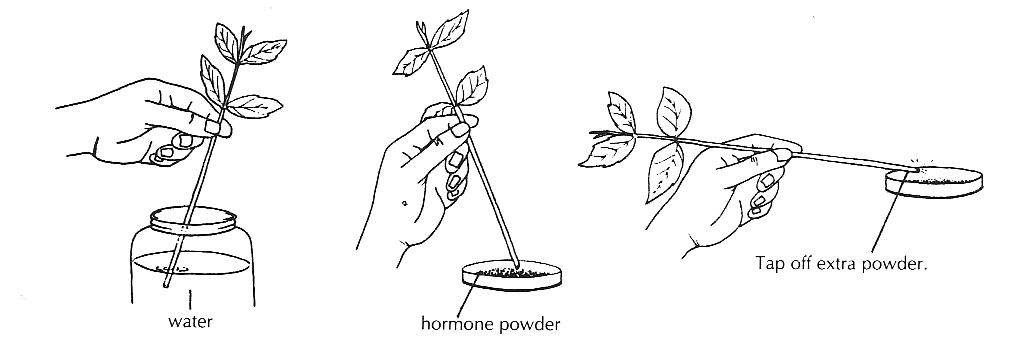 water
hormone powder
Tap off extra powder.